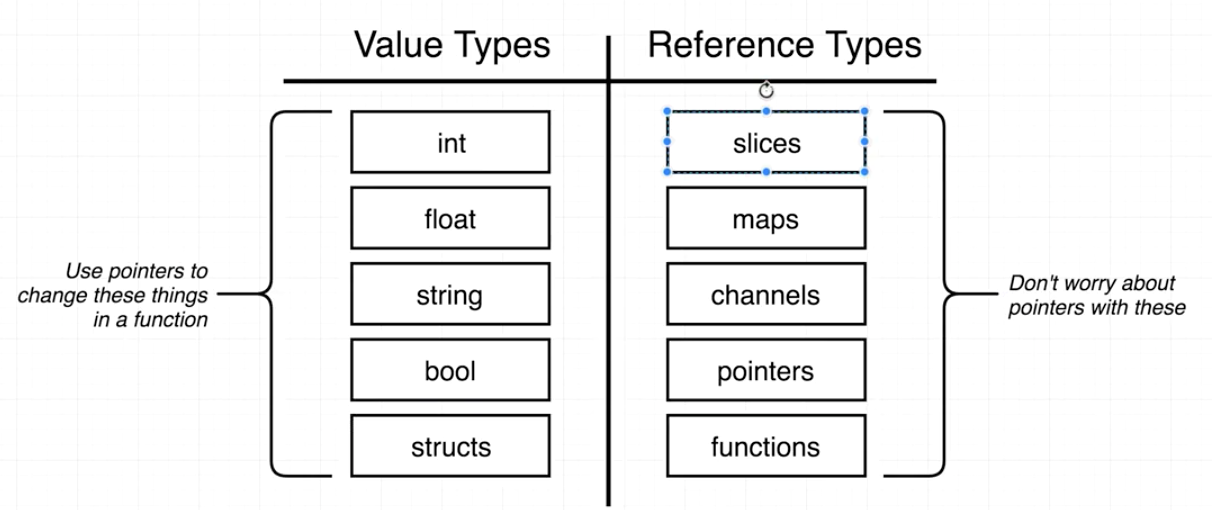 Value Types
Reference Types
int
slices
float
maps
Use pointers to
change these things
in a function
string
channels
Don't worry about
pointers with these
bool
pointers
structs
functions